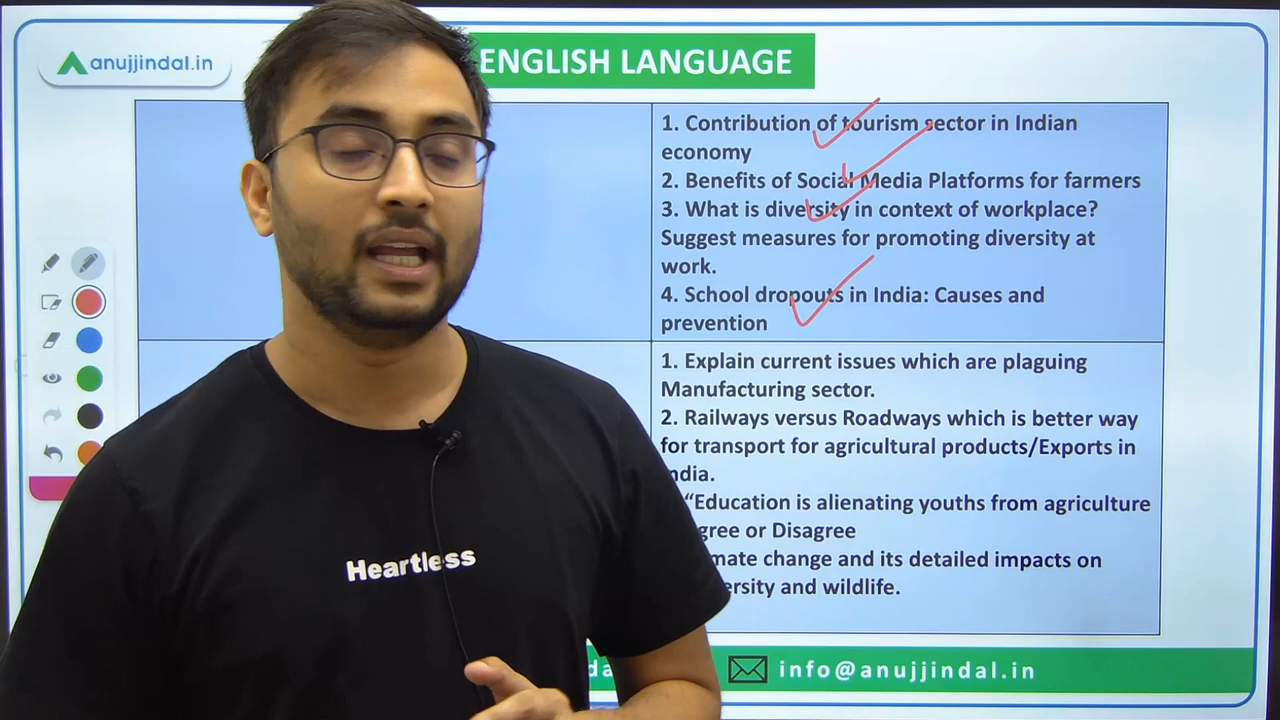 anujjindal.in
ENGLISH LANGUAGE
1. Contribution of tourism sector in Indian
economy
2. Benefits of Social Media Platforms for farmers
3. What is diversity in context of workplace?
Suggest measures for promoting diversity at
work.
4. School dropouts in India: Causes and
prevention
1. Explain current issues which are plaguing
Manufacturing sector.
2. Railways versus Roadways which is better way
for transport for agricultural products/Exports in
ndia.
“Education is alienating youths from agriculture
gree or Disagree
mate change and its detailed impacts on
ersity and wildlife.
Heartless
da
info@anujjindal.in